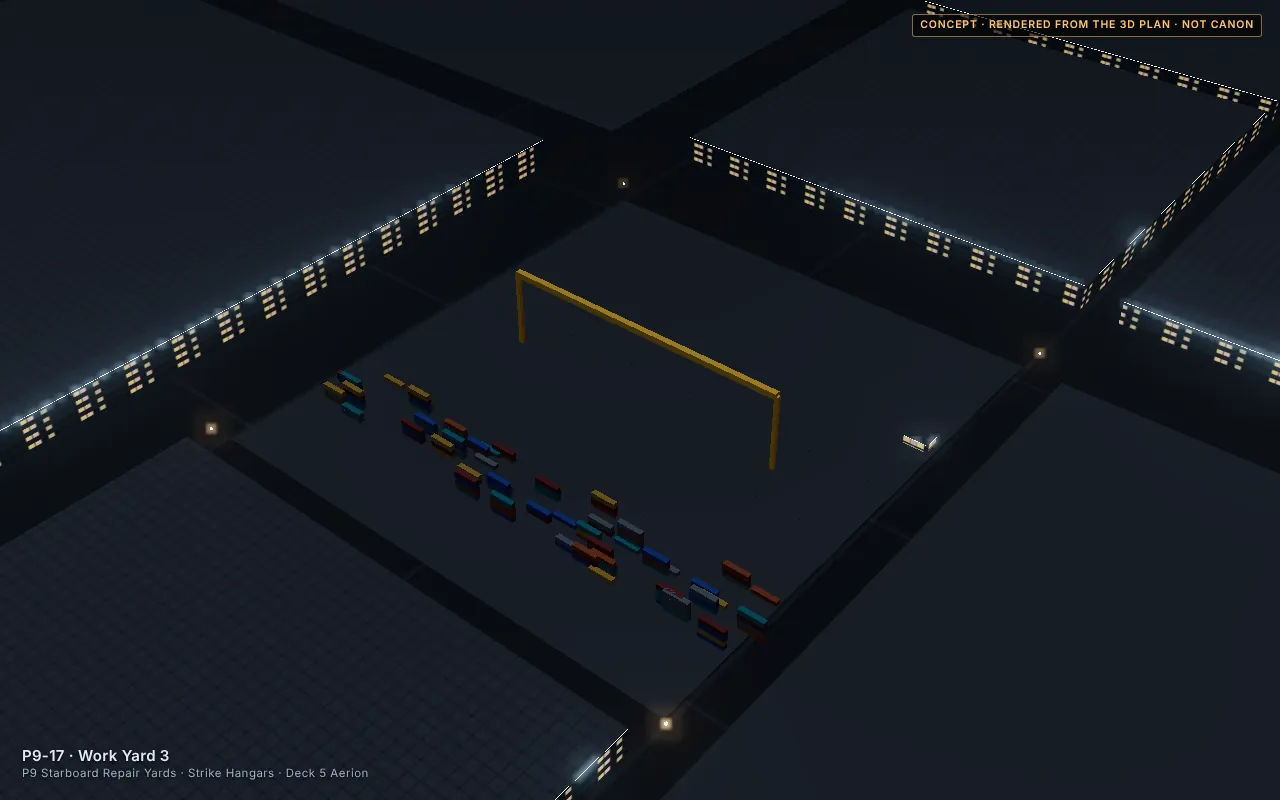 CONCEPT · RENDERED FROM THE 3D PLAN · NOT CANON
P9-17 · Work Yard 3
P9 Starboard Repair Yards · Strike Hangars · Deck 5 Aerion